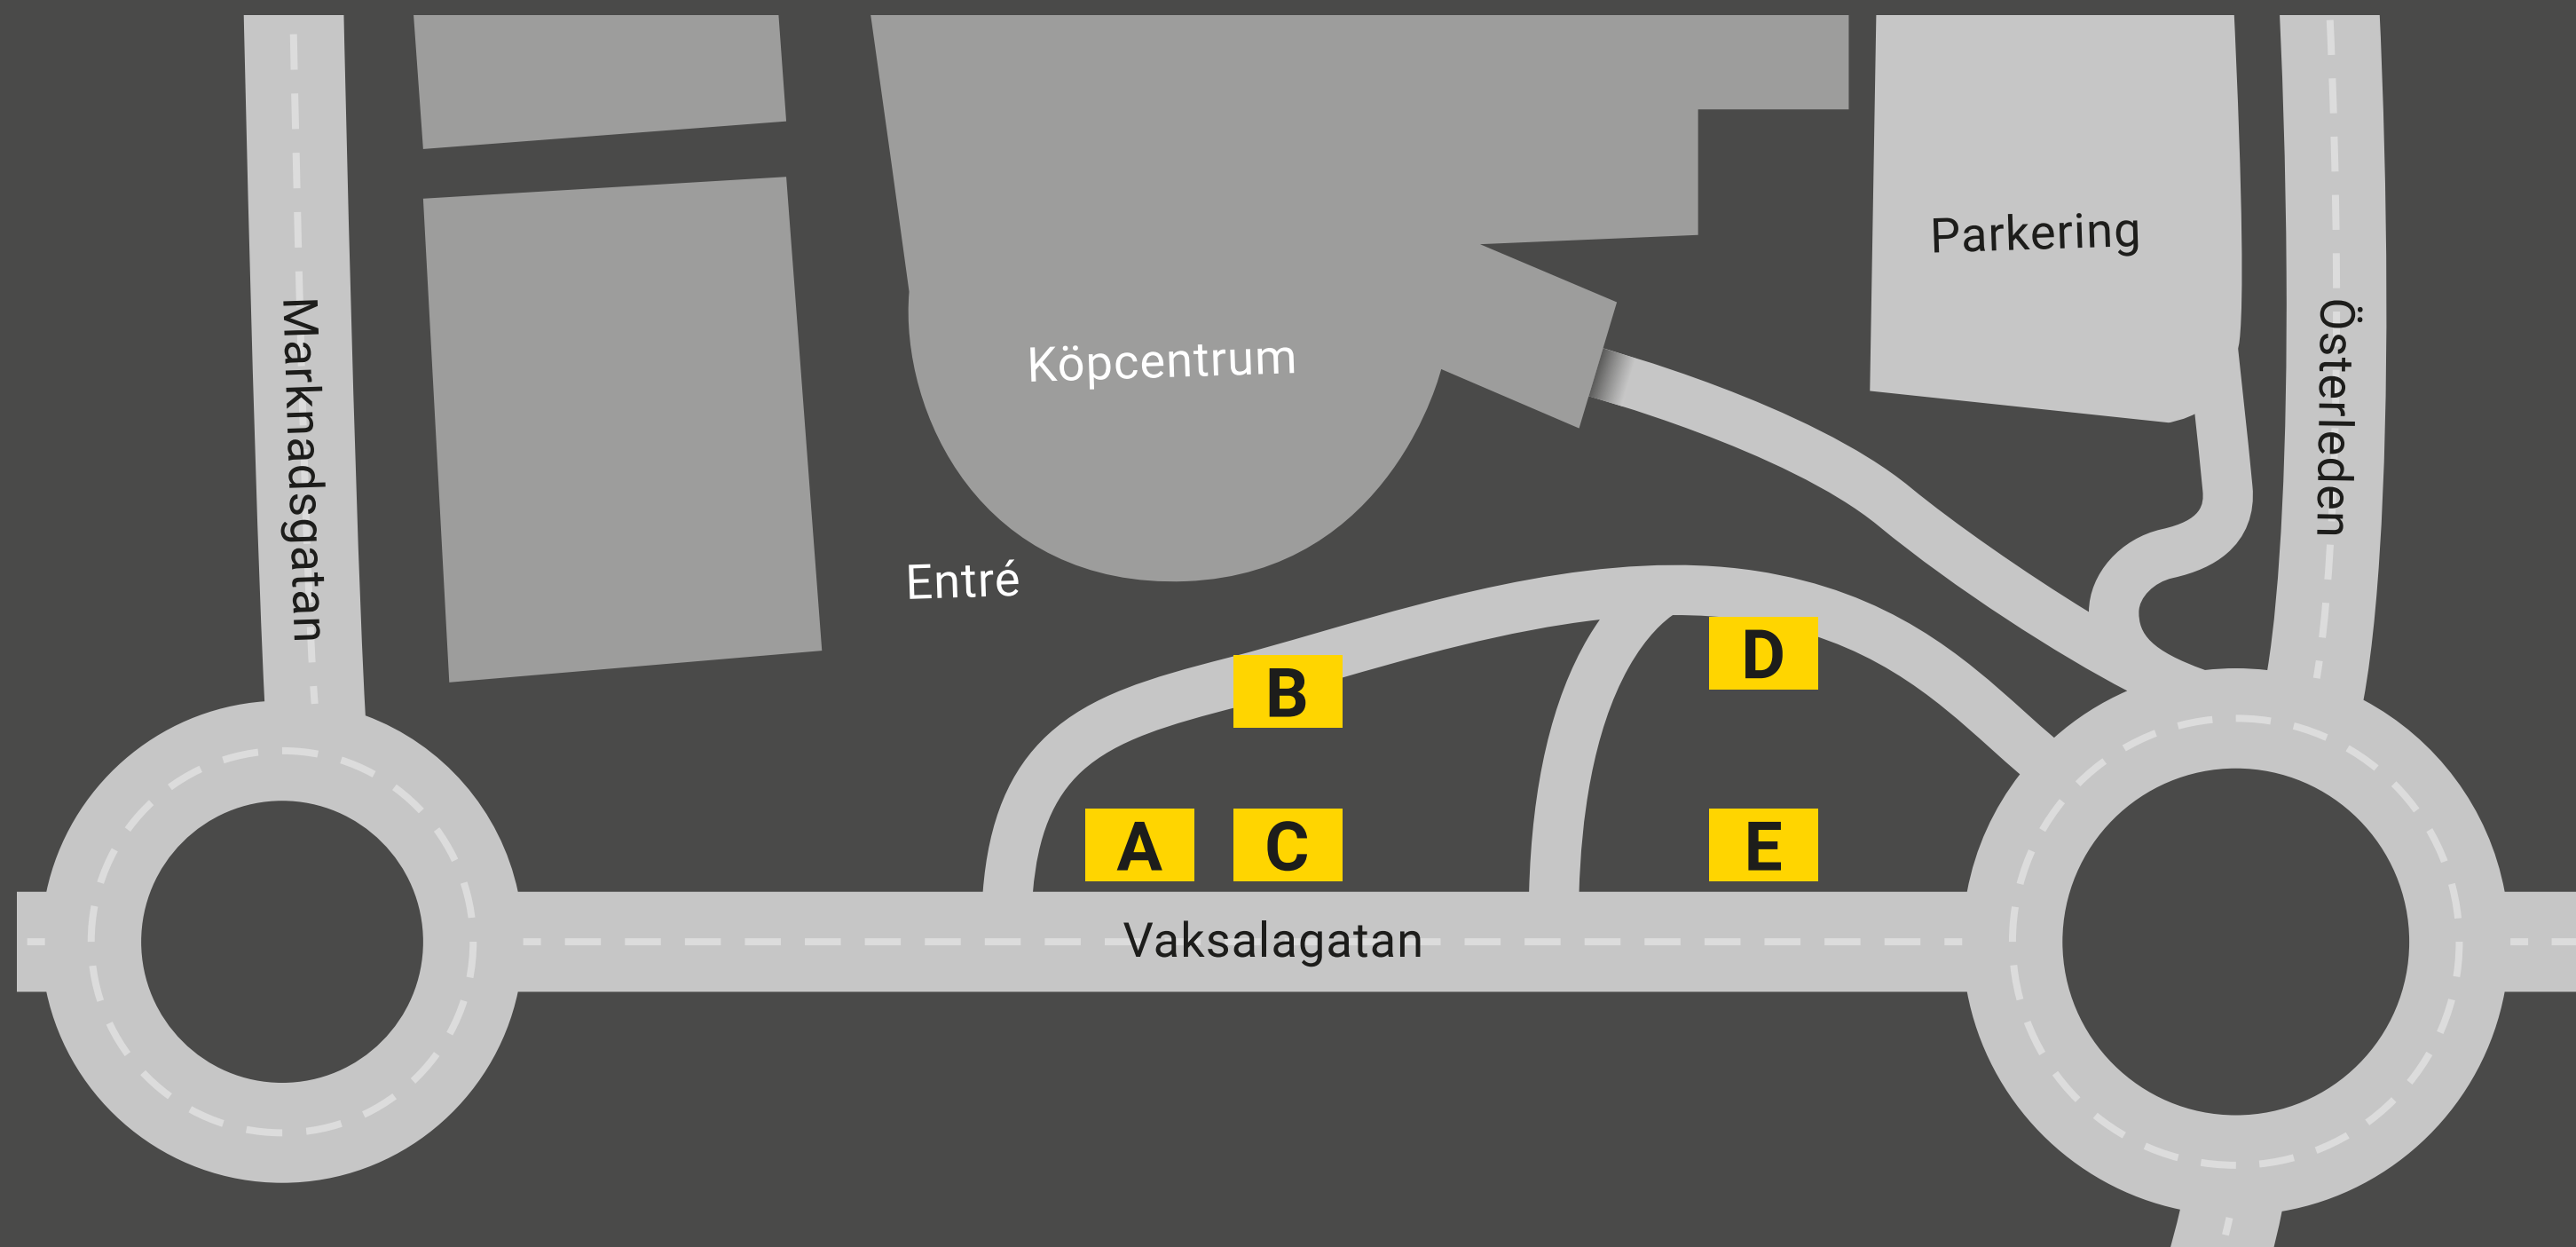 Parkering
Marknadsgatan
Köpcentrum
Österleden
Entré
B
D
A
C
E
Vaksalagatan